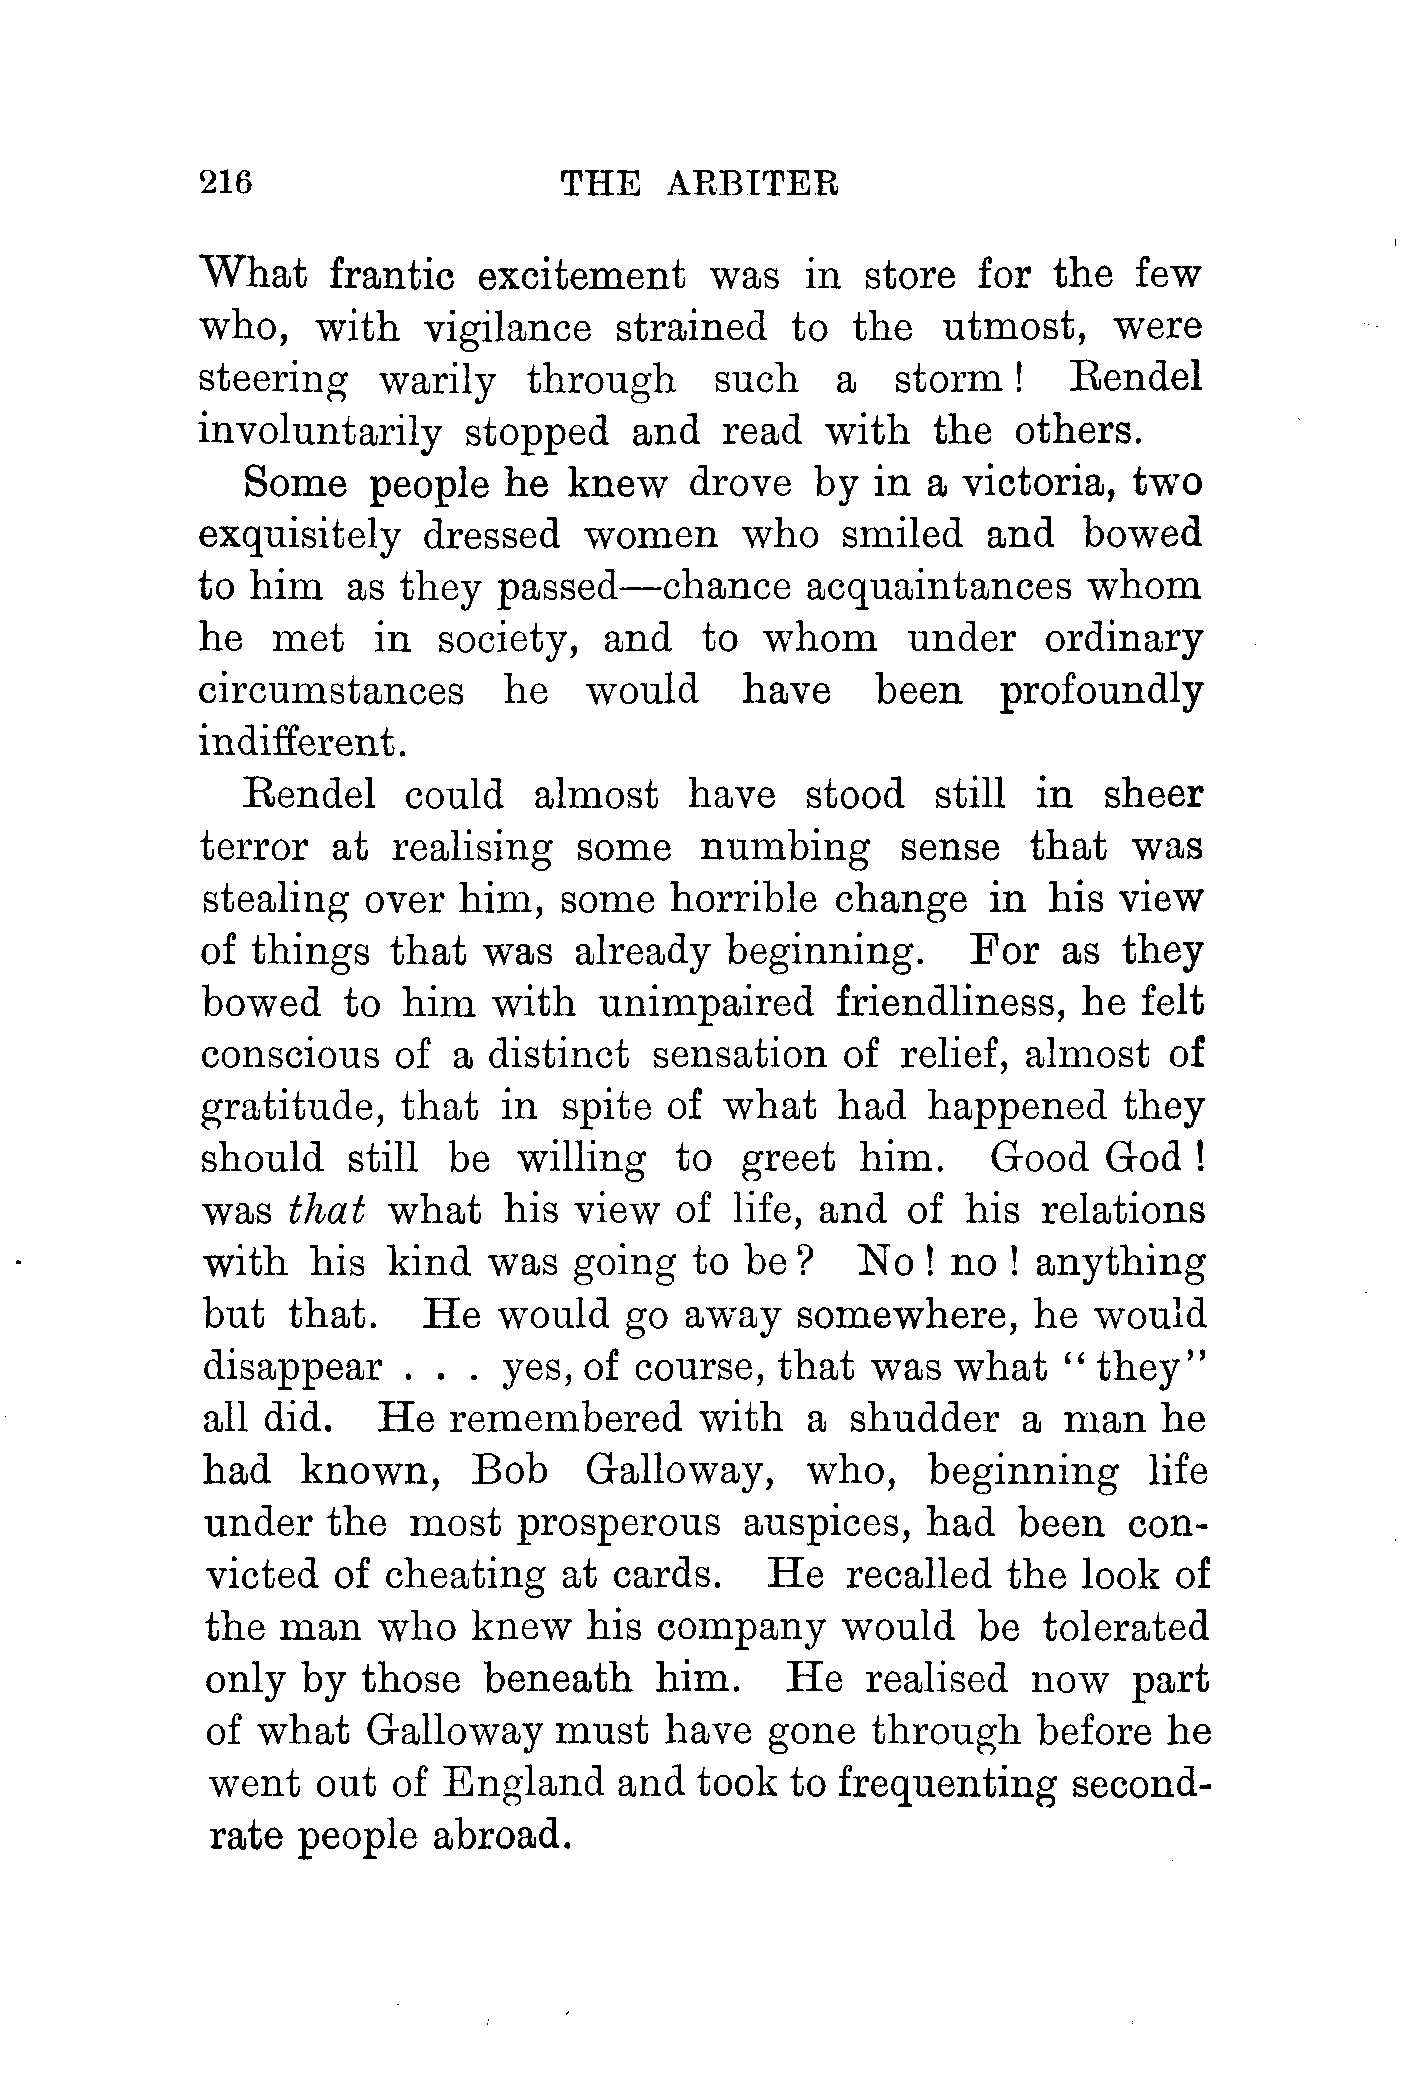 216 THE ARBITER
What frantic excitement was in store for the few
who, with vigilance strained to the utmost, were
steering warily through such a storm! Rendel
involuntarily stopped and read with the others.
Some people he knew drove by in a victoria, two
exquisitely dressed women who smiled and bowed
to him as they passed—chance acquaintances whom
he met in society, and to whom under ordinary
circumstances he would have been profoundly
indifferent.
Rendel could almost have stood still in sheer
terror at realising some numbing sense that was
stealing over him, some horrible change in his view
of things that was already beginning. For as they
bowed to him with unimpaired friendliness, he felt
conscious of a distinct sensation of relief, almost of
gratitude, that in spite of what had happened they
should still be willing to greet him. Good God!
was that what his view of life, and of his relations
with his kind was going to be? No! no! anything
but that. He would go away somewhere, he would
disappear . . . yes, of course, that was what "they"
all did. He remembered with a shudder a man he
had known, Bob Galloway, who, beginning life
under the most prosperous auspices, had been con-
victed of cheating at cards. He recalled the look of
the man who knew his company would be tolerated
only by those beneath him. He realised now part
of what Galloway must have gone through before he
went out of England and took to frequenting second-
rate people abroad.